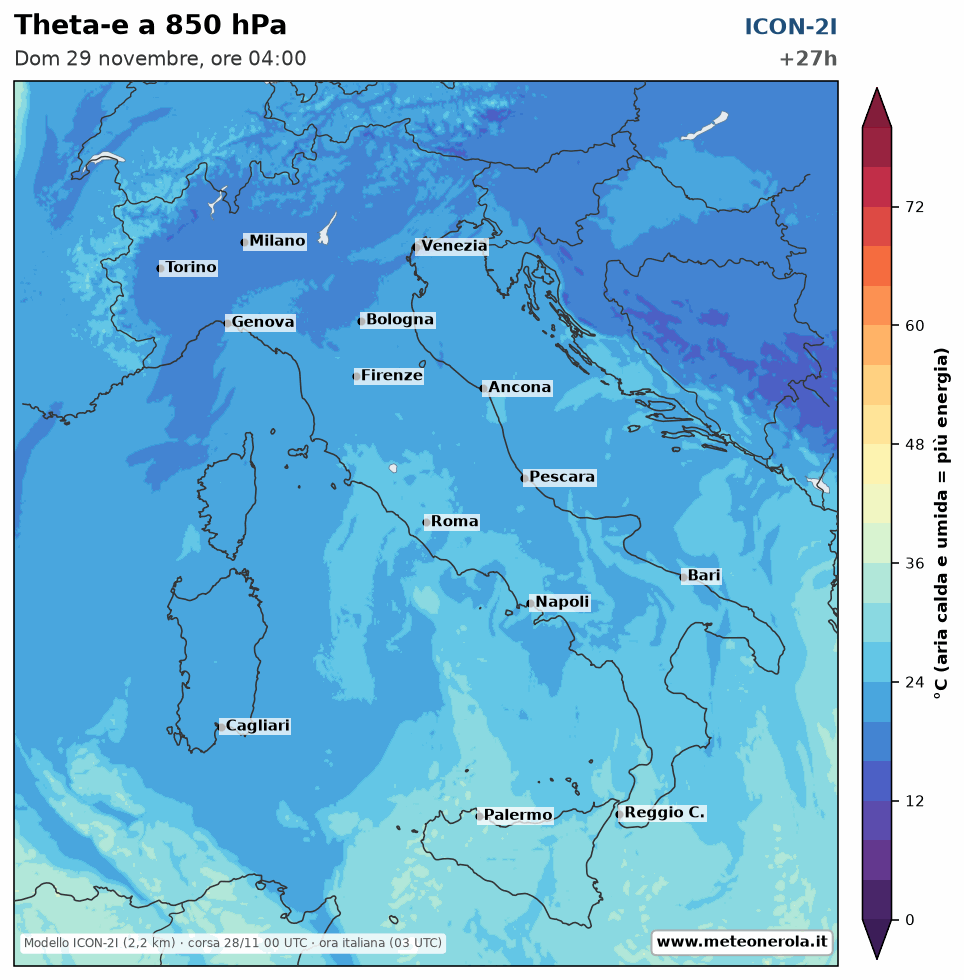 Theta-e a 850 hPa
ICON-2I
Dom 29 novembre, ore 04:00
+27h
Milano
Venezia
Torino
Genova
Bologna
Firenze
Ancona
Pescara
Roma
Bari
Napoli
Cagliari
Palermo
Reggio C.
72
60
48
36
24
12
0
°C (aria calda e umida = più energia)
Modello ICON-2I (2,2 km) · corsa 28/11 00 UTC · ora italiana (03 UTC)
www.meteonerola.it